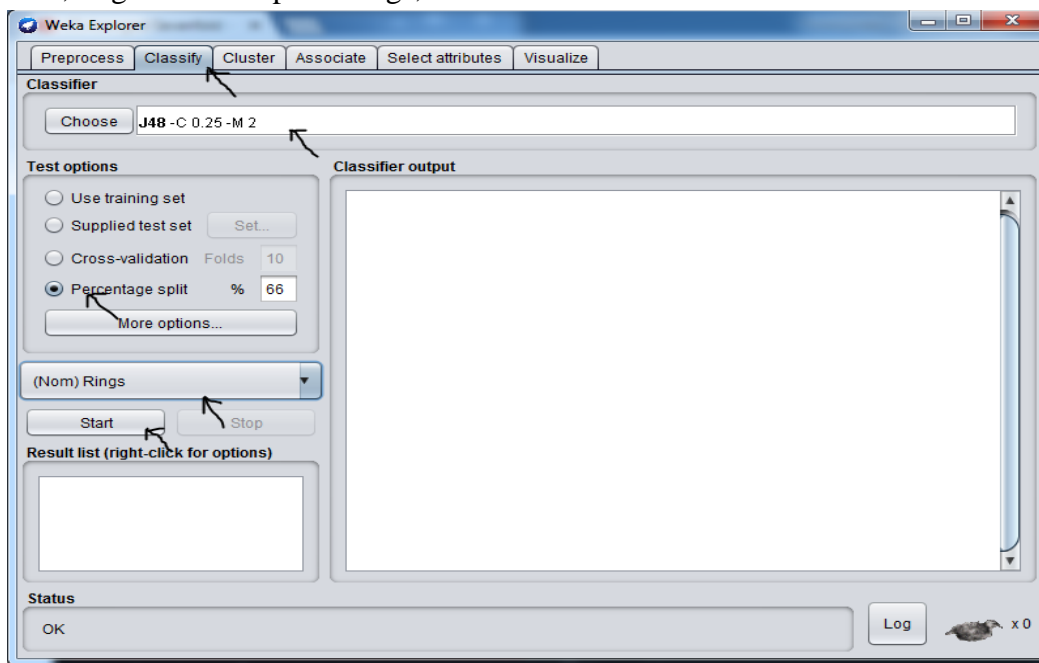 Weka Explorer
Preprocess Classify Cluster Associate Select attributes Visualize
Classifier
Choose J48 -C 0.25 -M 2
Test options
Use training set
Supplied test set Set...
Cross-validation Folds 10
Percentage split % 66
More options...
(Nom) Rings
Start Stop
Result list (right-click for options)
Classifier output
Status
OK
Log x 0